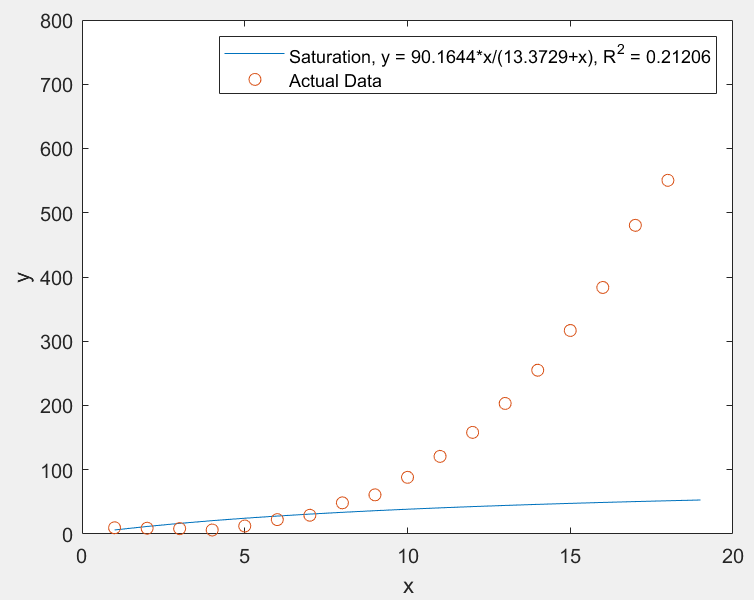 800
700
600
500
400
300
200
100
0
0 5 10 15 20
x
y
Saturation, y = 90.1644*x/(13.3729+x), R² = 0.21206
Actual Data